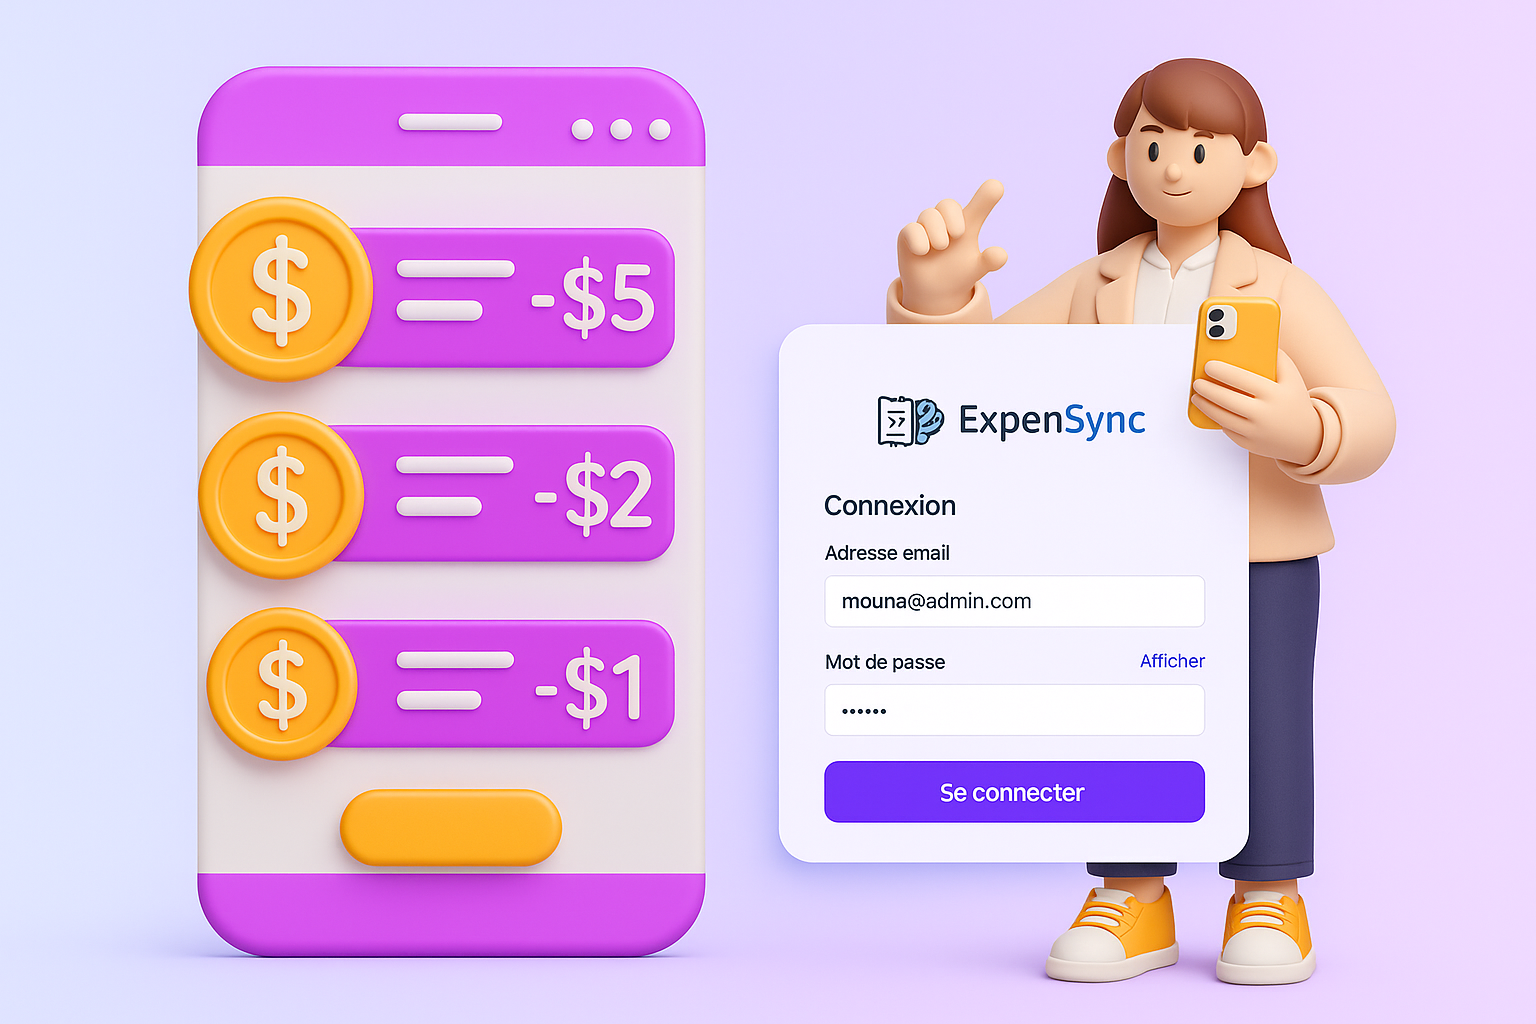 $
-$5
$
-$2
$
-$1
ExpenSync
Connexion
Adresse email
mouna@admin.com
Mot de passe
Afficher
••••••
Se connecter